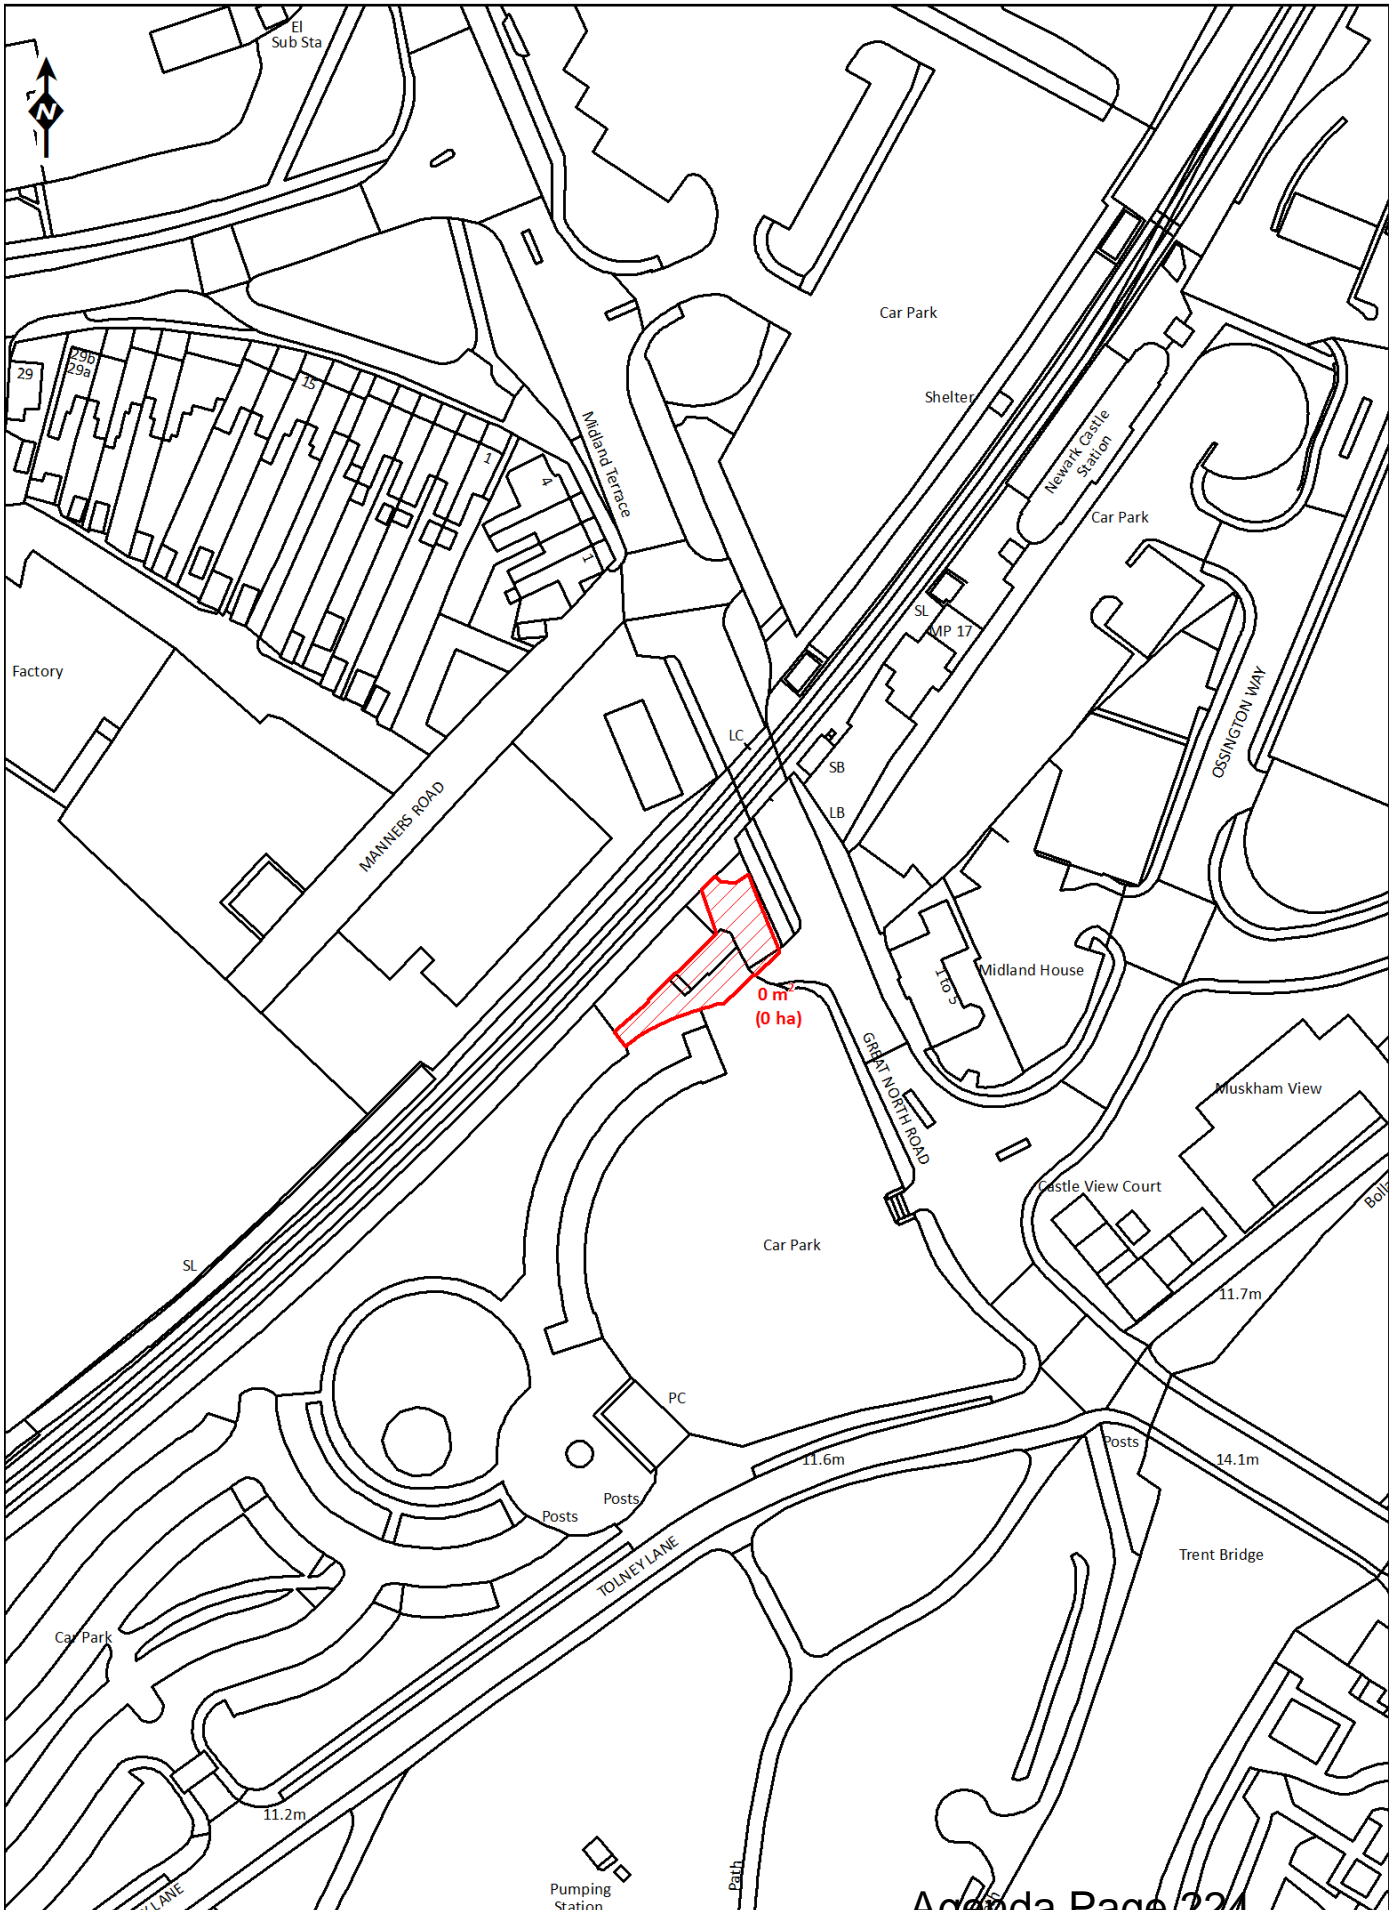 El
Sub Sta
N
Car Park
29
29b
29a
15
1
4
1
Midland Terrace
Shelter
Newark Castle
Station
Car Park
SL
MP 17
Factory
OSSINGTON WAY
LC
SB
LB
MANNERS ROAD
Midland House
1 to 5
0 m²
(0 ha)
GREAT NORTH ROAD
Muskham View
Castle View Court
Car Park
SL
11.7m
PC
11.6m
Posts
14.1m
Posts
Posts
TOLNEY LANE
Trent Bridge
Car Park
11.2m
Path
Pumping
Station
LANE
Agenda Page 224